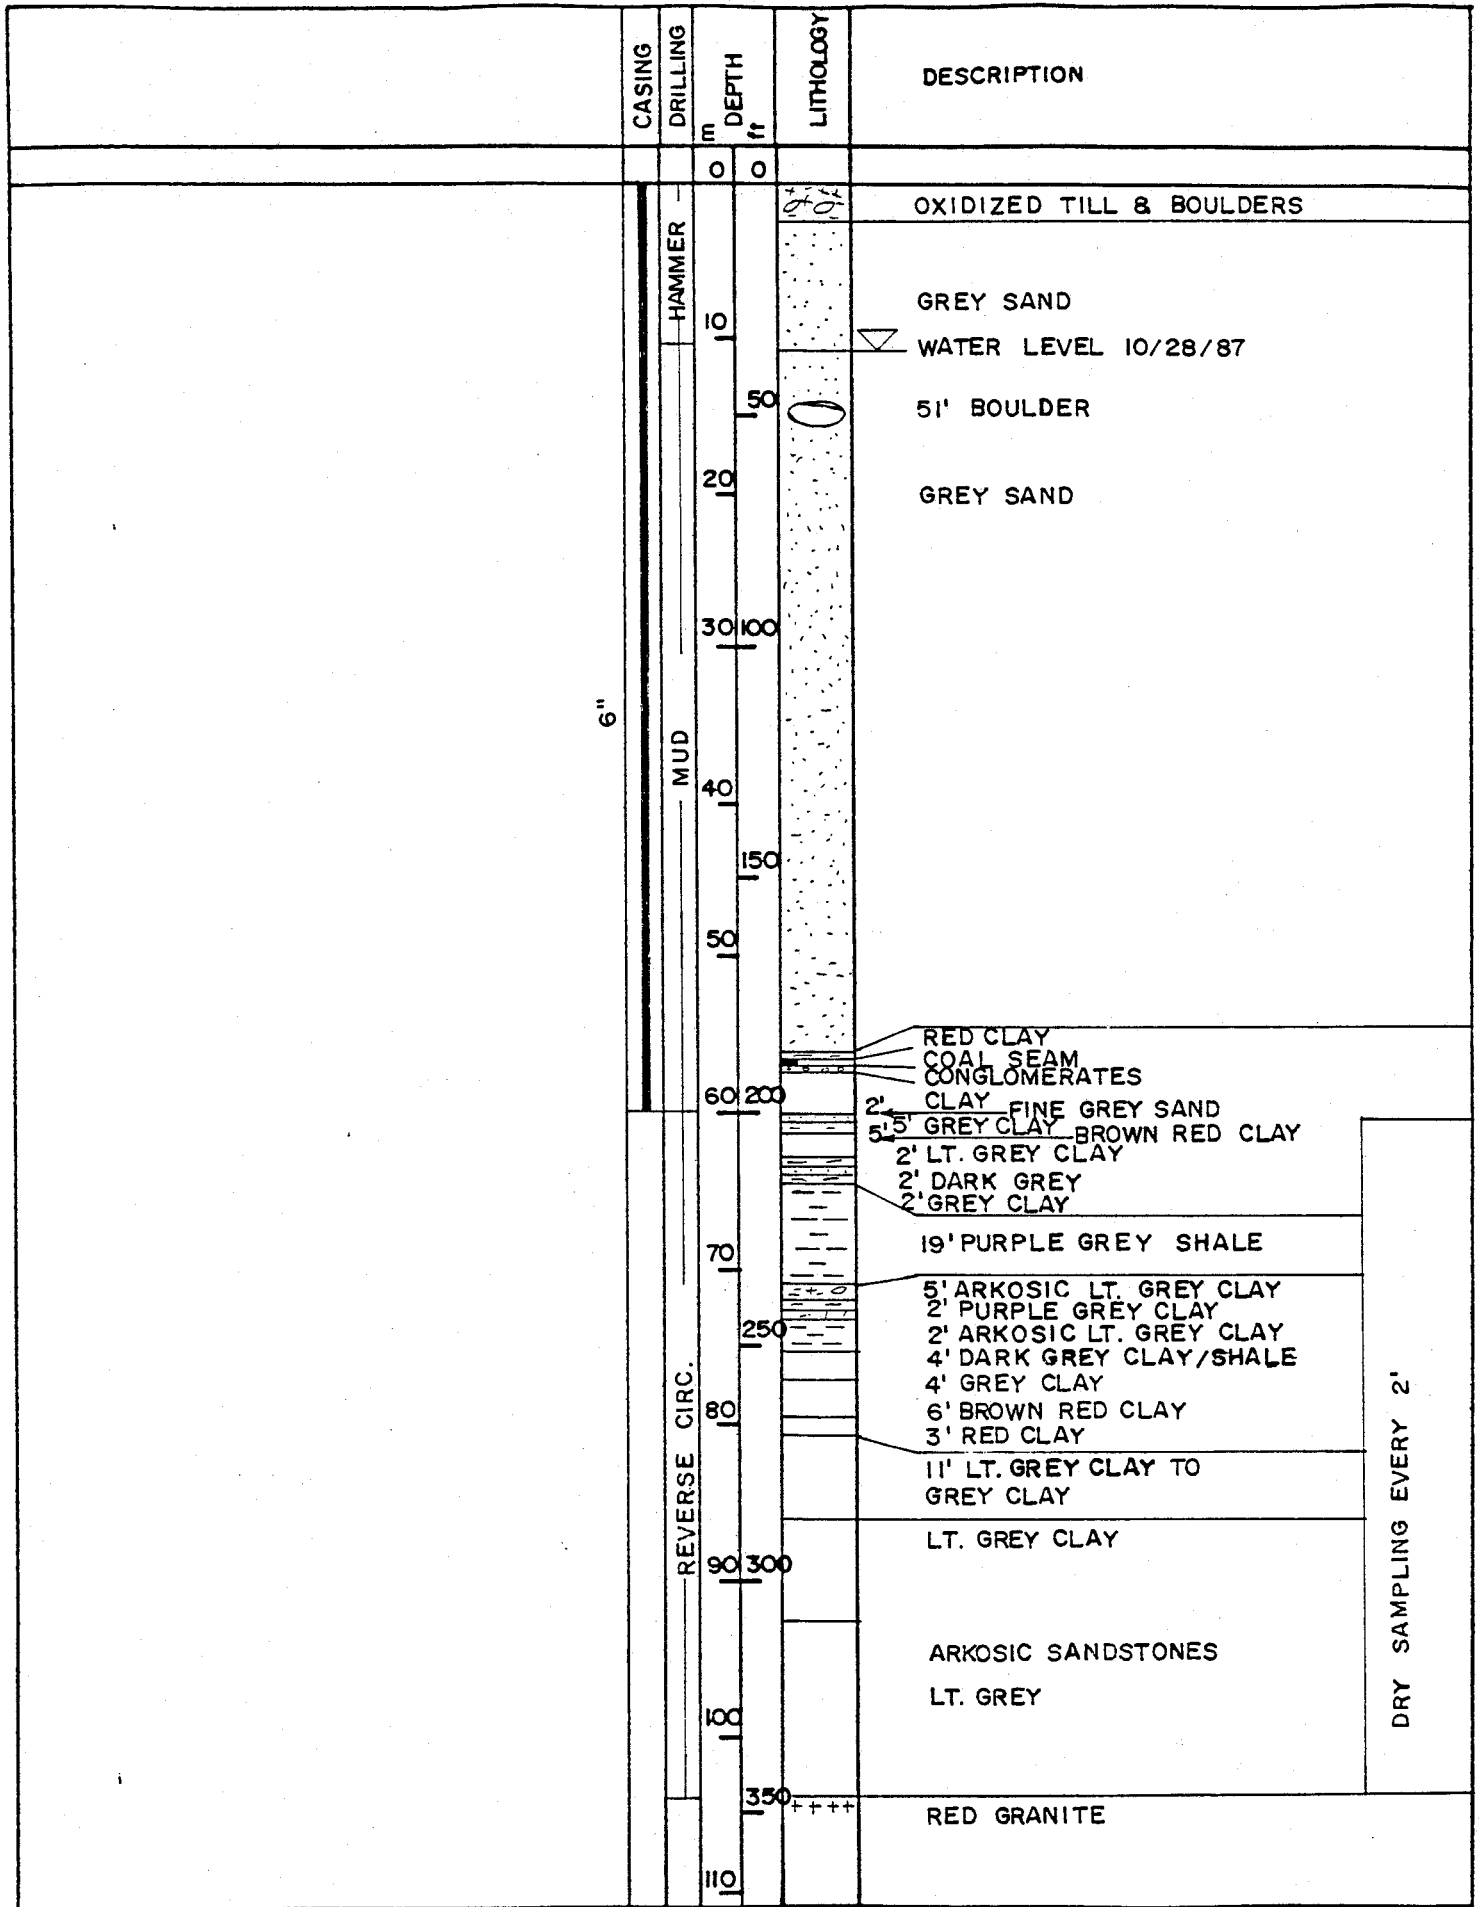 CASING
DRILLING
m
DEPTH
ft
LITHOLOGY
DESCRIPTION
0
0
OXIDIZED TILL & BOULDERS
HAMMER
GREY SAND
10
WATER LEVEL 10/28/87
50
51' BOULDER
20
GREY SAND
30
100
6"
MUD
40
150
50
RED CLAY
COAL SEAM
CONGLOMERATES
60
200
CLAY
2'
FINE GREY SAND
5' GREY CLAY
5'
BROWN RED CLAY
2' LT. GREY CLAY
2' DARK GREY
2' GREY CLAY
19' PURPLE GREY SHALE
70
5' ARKOSIC LT. GREY CLAY
2' PURPLE GREY CLAY
250
2' ARKOSIC LT. GREY CLAY
4' DARK GREY CLAY/SHALE
4' GREY CLAY
6' BROWN RED CLAY
80
3' RED CLAY
REVERSE CIRC.
11' LT. GREY CLAY TO
GREY CLAY
LT. GREY CLAY
90
300
DRY SAMPLING EVERY 2'
ARKOSIC SANDSTONES
LT. GREY
100
350
RED GRANITE
110